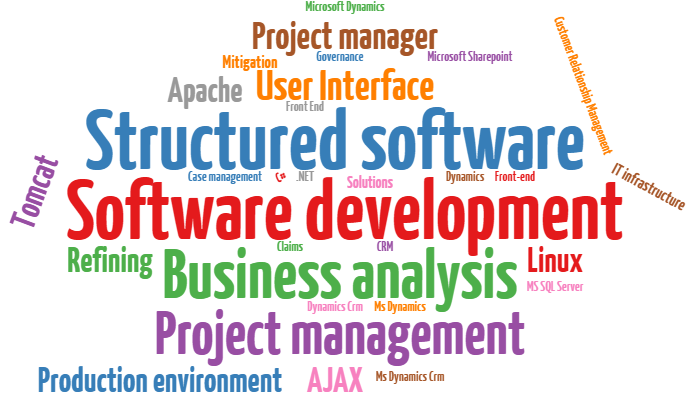 Microsoft Dynamics
Project manager
Customer Relationship Management
Mitigation
Governance
Microsoft Sharepoint
Apache
User Interface
Front End
Structured software
Tomcat
Case management
C#
.NET
Solutions
Dynamics
Front-end
IT infrastructure
Software development
Refining
Claims
CRM
Business analysis
Linux
MS SQL Server
Dynamics Crm
Ms Dynamics
Project management
Production environment
AJAX
Ms Dynamics Crm